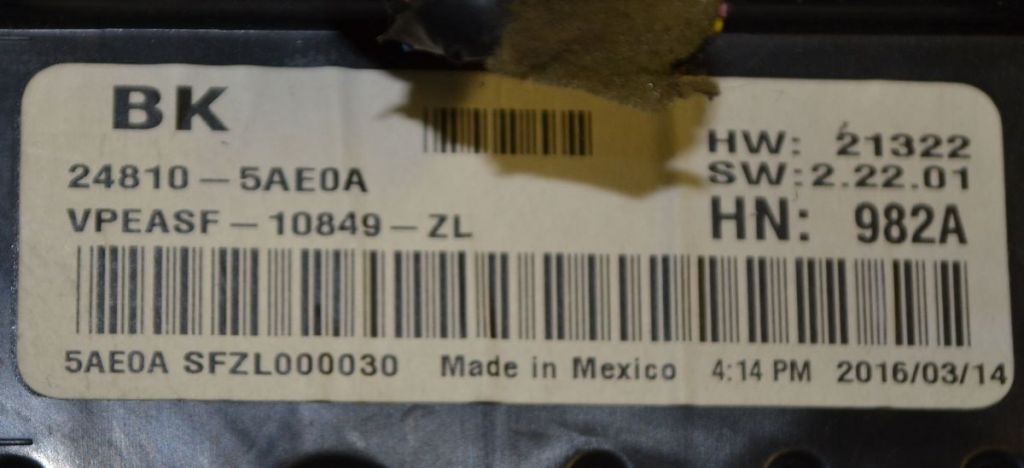 BK
HW: 21322
24810-5AE0A
SW:2.22.01
VPEASF-10849-ZL
HN: 982A
5AE0A SFZL000030 Made in Mexico 4:14 PM 2016/03/14